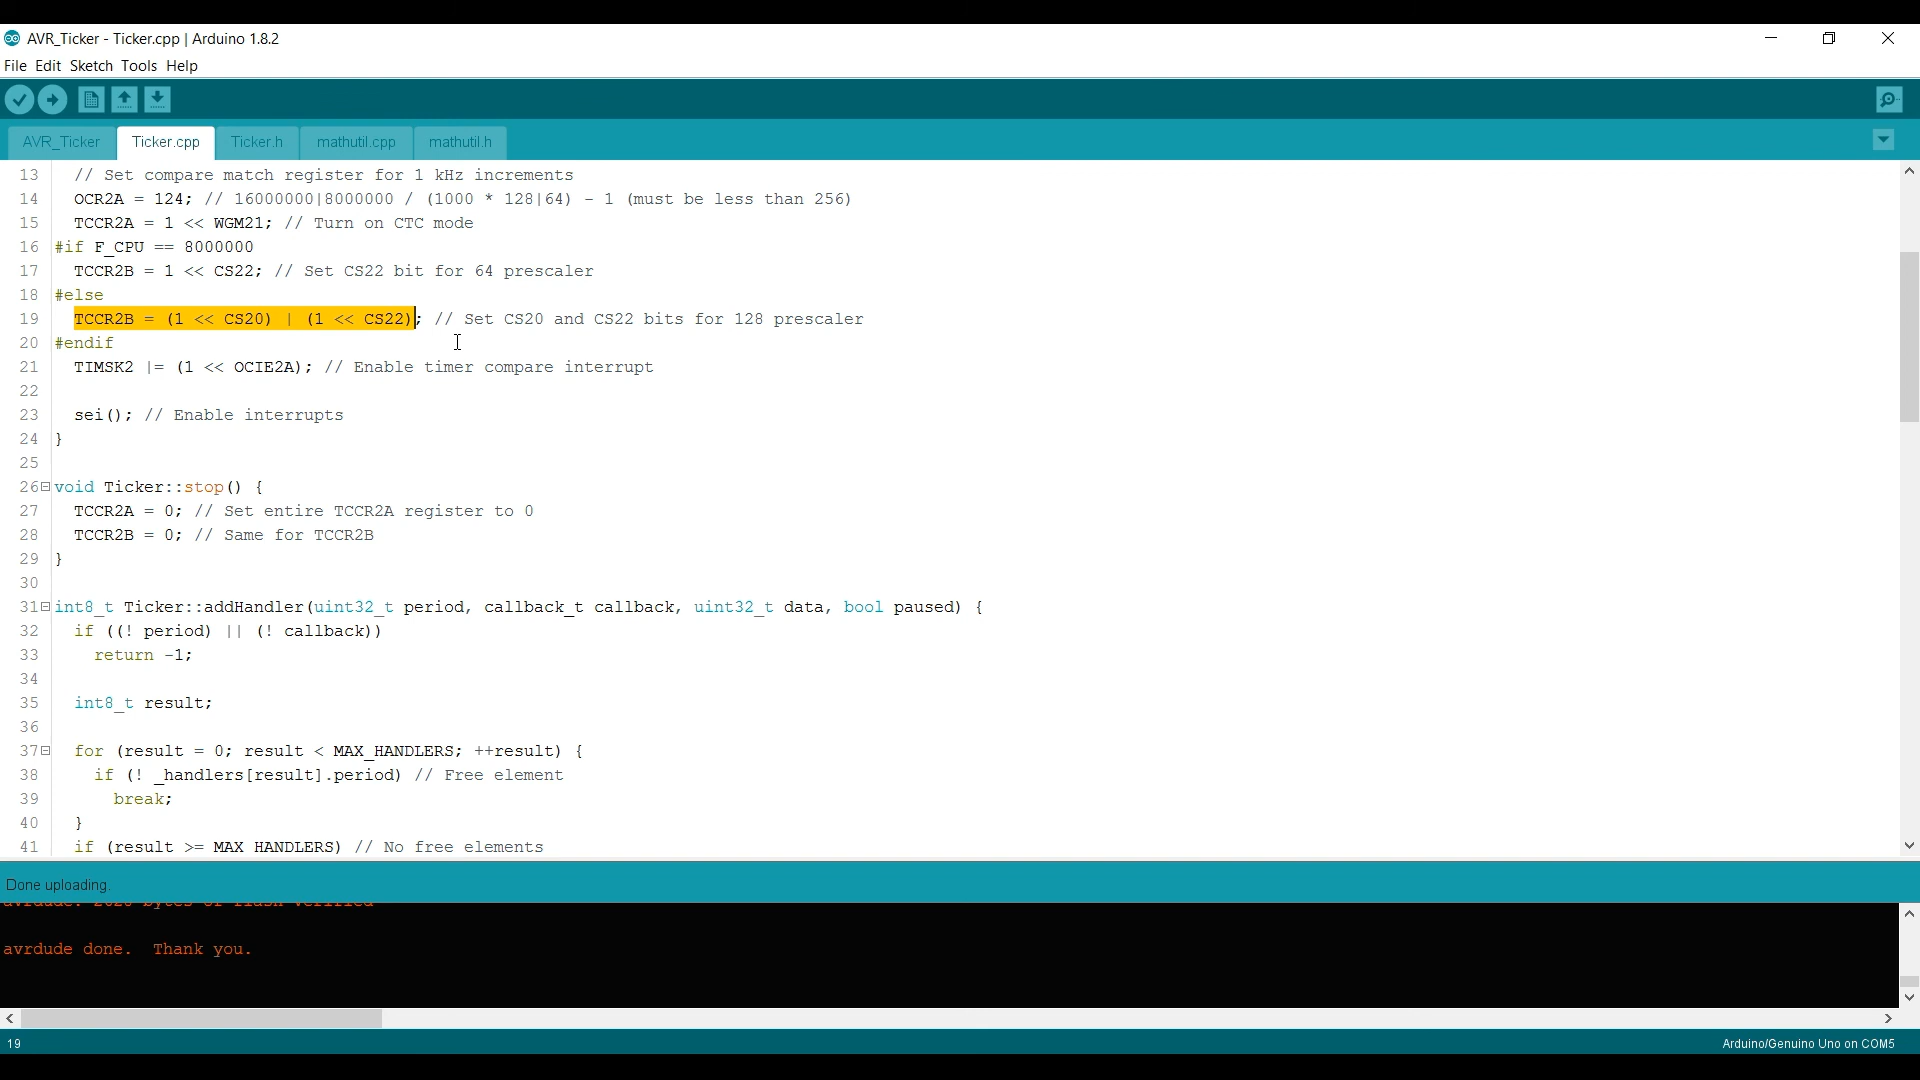 AVR_Ticker - Ticker.cpp | Arduino 1.8.2
File Edit Sketch Tools Help
AVR_Ticker Ticker.cpp Ticker.h mathutil.cpp mathutil.h
13 // Set compare match register for 1 kHz increments
14 OCR2A = 124; // 16000000|8000000 / (1000 * 128|64) - 1 (must be less than 256)
15 TCCR2A = 1 << WGM21; // Turn on CTC mode
16 #if F_CPU == 8000000
17 TCCR2B = 1 << CS22; // Set CS22 bit for 64 prescaler
18 #else
19 TCCR2B = (1 << CS20) | (1 << CS22); // Set CS20 and CS22 bits for 128 prescaler
20 #endif
21 TIMSK2 |= (1 << OCIE2A); // Enable timer compare interrupt
22
23 sei(); // Enable interrupts
24 }
25
26 void Ticker::stop() {
27 TCCR2A = 0; // Set entire TCCR2A register to 0
28 TCCR2B = 0; // Same for TCCR2B
29 }
30
31 int8_t Ticker::addHandler(uint32_t period, callback_t callback, uint32_t data, bool paused) {
32 if ((! period) || (! callback))
33 return -1;
34
35 int8_t result;
36
37 for (result = 0; result < MAX_HANDLERS; ++result) {
38 if (! _handlers[result].period) // Free element
39 break;
40 }
41 if (result >= MAX_HANDLERS) // No free elements
Done uploading.
avrdude done. Thank you.
19
Arduino/Genuino Uno on COM5